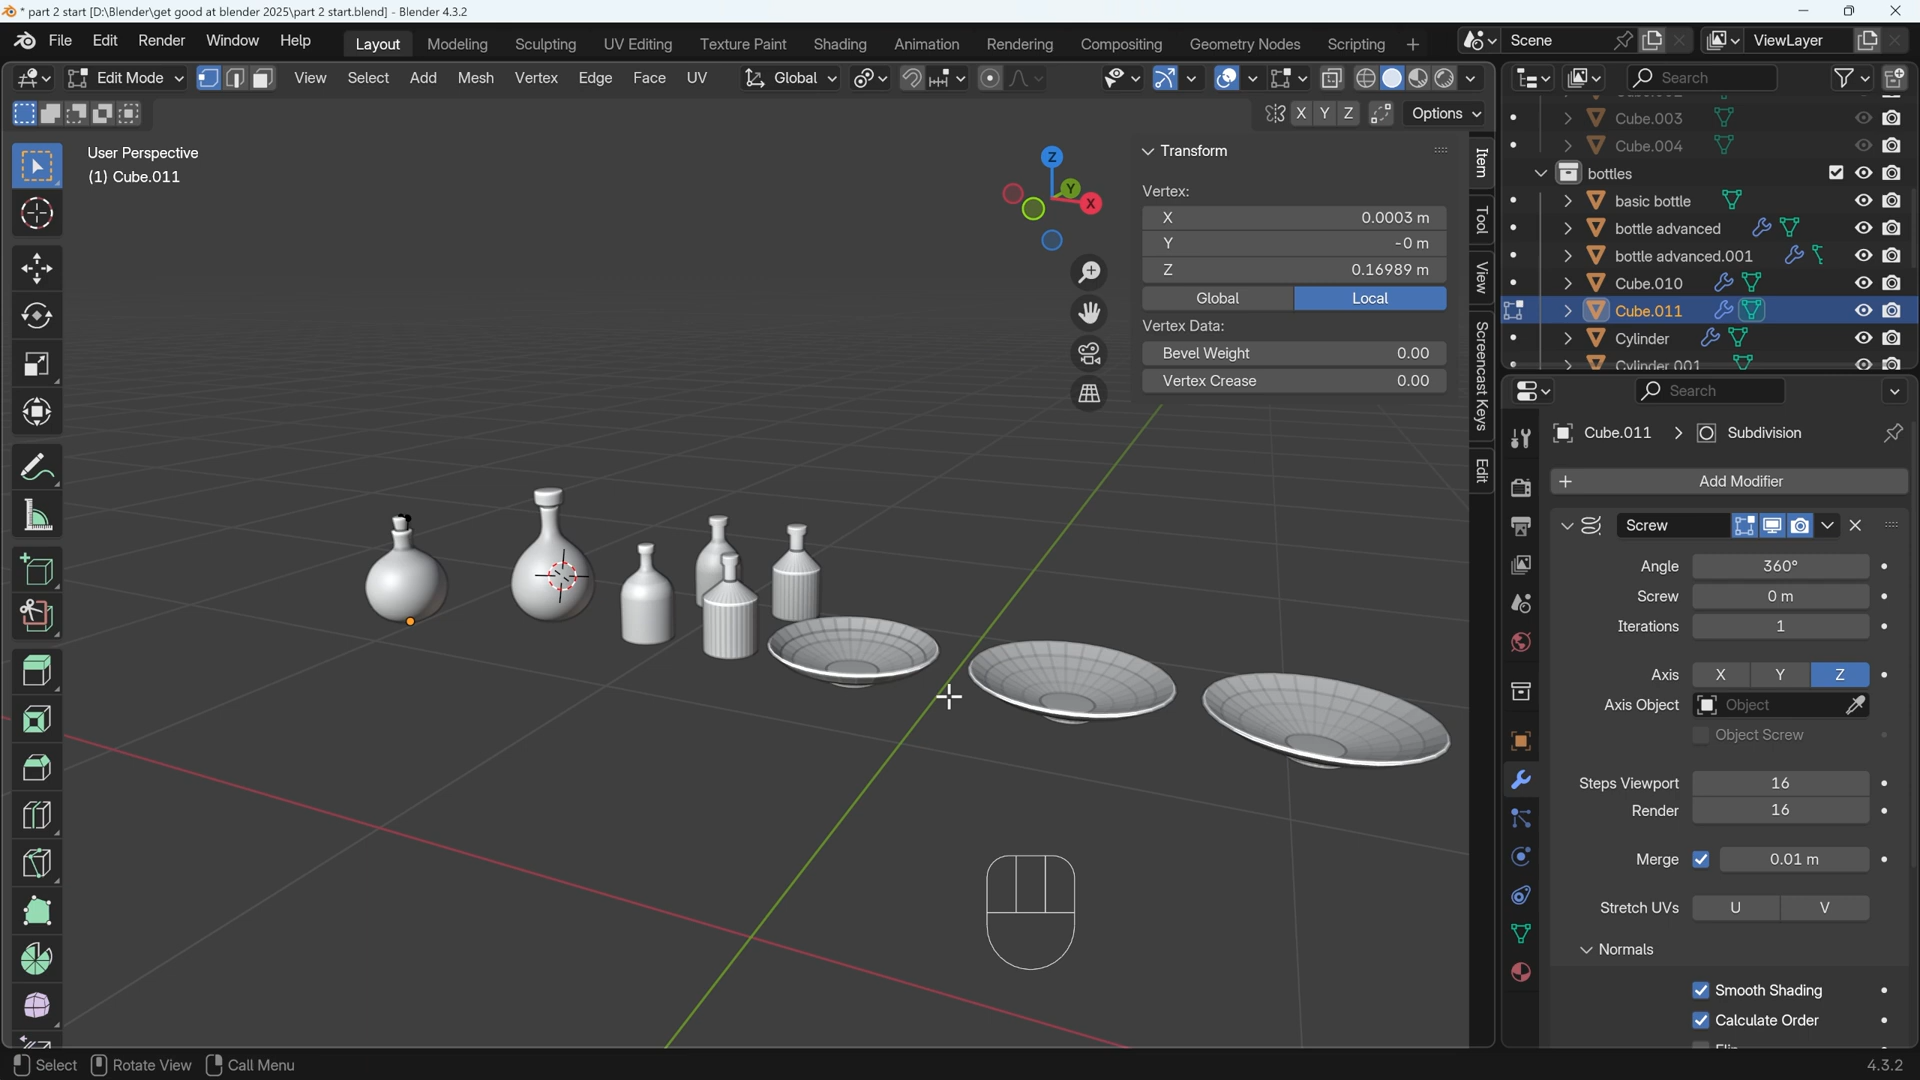 * part 2 start [D:\Blender\get good at blender 2025\part 2 start.blend] - Blender 4.3.2
File Edit Render Window Help
Layout Modeling Sculpting UV Editing Texture Paint Shading Animation Rendering Compositing Geometry Nodes Scripting +
Scene
ViewLayer
Edit Mode
View Select Add Mesh Vertex Edge Face UV
Global
Search
X Y Z
Options
User Perspective
(1) Cube.011
Z
Y
X
Transform
Vertex:
X 0.0003 m
Y -0 m
Z 0.16989 m
Global Local
Vertex Data:
Bevel Weight 0.00
Vertex Crease 0.00
Item
Tool
View
Screencast Keys
Edit
Cube.003
Cube.004
bottles
basic bottle
bottle advanced
bottle advanced.001
Cube.010
Cube.011
Cylinder
Cylinder.001
Search
Cube.011 > Subdivision
+ Add Modifier
Screw
Angle 360°
Screw 0 m
Iterations 1
Axis X Y Z
Axis Object Object
Object Screw
Steps Viewport 16
Render 16
Merge 0.01 m
Stretch UVs U V
Normals
Smooth Shading
Calculate Order
Select Rotate View Call Menu
4.3.2